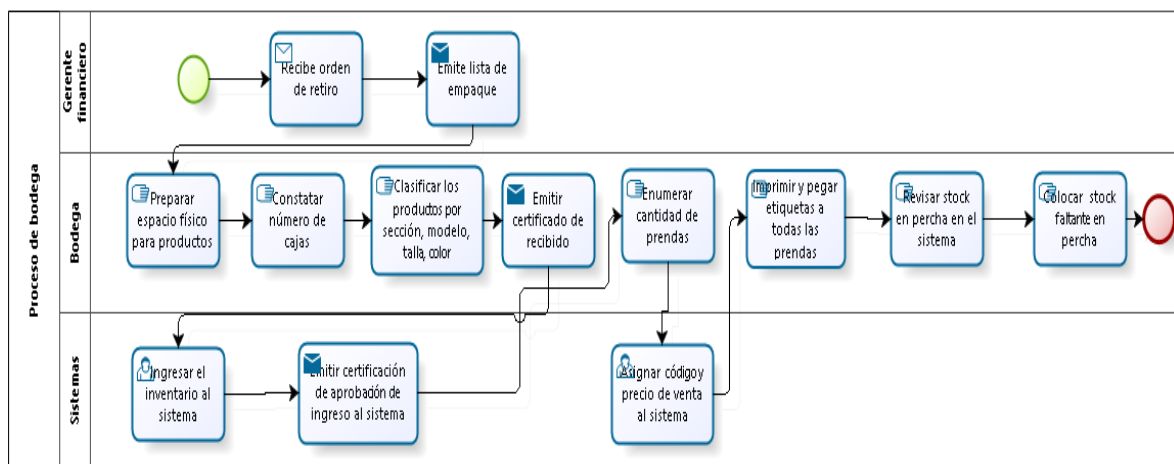 Proceso de bodega
Gerente
financiero
Recibe orden
de retiro
Emite lista de
empaque
Bodega
Preparar
espacio físico
para productos
Constatar
número de
cajas
Clasificar los
productos por
sección, modelo,
talla, color
Emitir
certificado de
recibido
Enumerar
cantidad de
prendas
Imprimir y pegar
etiquetas a
todas las
prendas
Revisar stock
en percha en el
sistema
Colocar stock
faltante en
percha
Sistemas
Ingresar el
inventario al
sistema
Emitir certificación
de aprobación de
ingreso al sistema
Asignar código y
precio de venta
al sistema